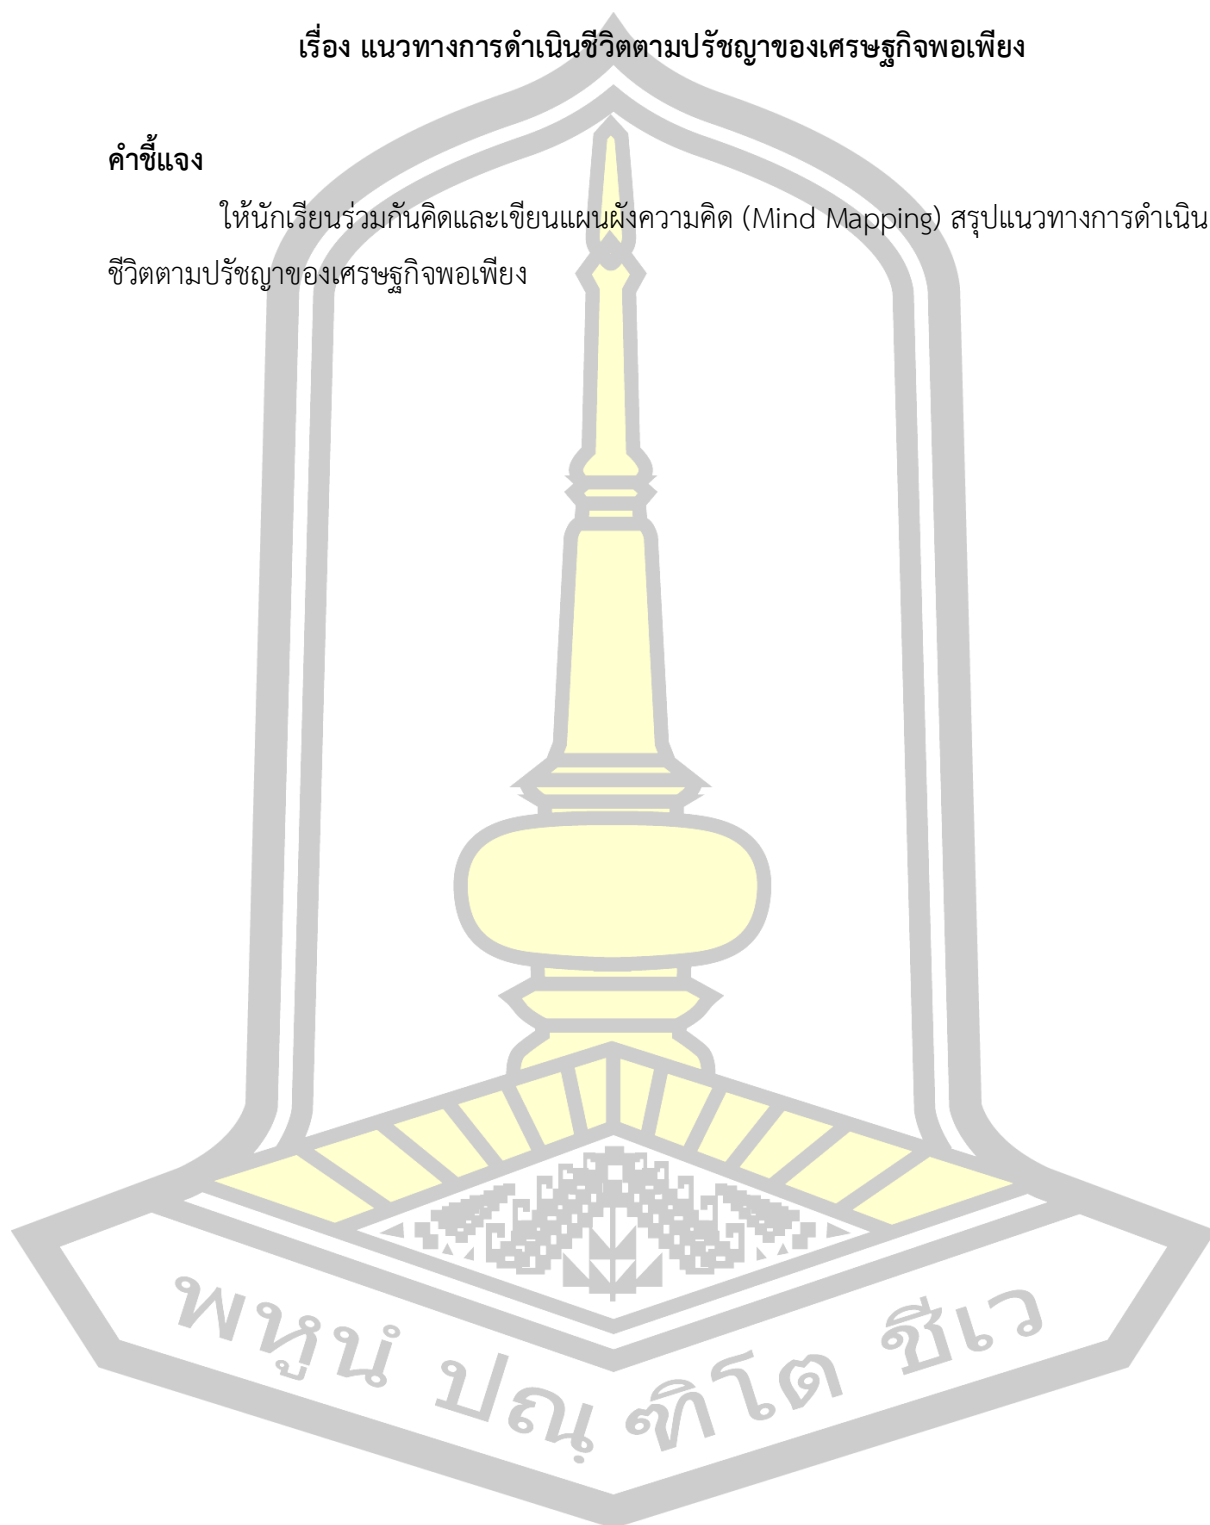 เรื่อง แนวทางการดำเนินชีวิตตามปรัชญาของเศรษฐกิจพอเพียง
คำชี้แจง
ให้นักเรียนร่วมกันคิดและเขียนแผนผังความคิด (Mind Mapping) สรุปแนวทางการดำเนิน
ชีวิตตามปรัชญาของเศรษฐกิจพอเพียง
พหูนํ ปณฺฑิโต ชีเว